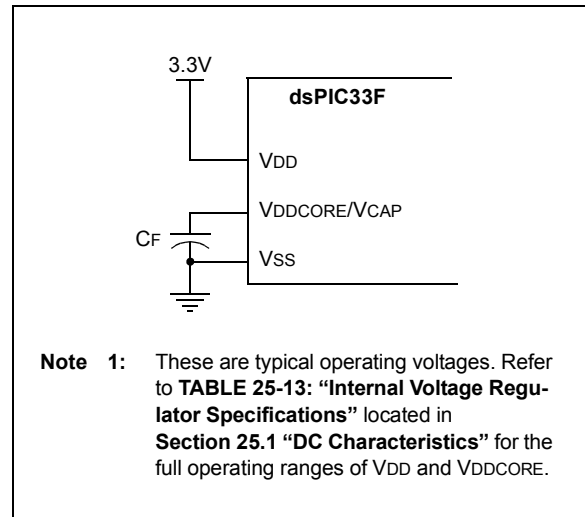 3.3V
dsPIC33F
VDD
VDDCORE/VCAP
CF
VSS
Note 1: These are typical operating voltages. Refer
to TABLE 25-13: “Internal Voltage Regu-
lator Specifications” located in
Section 25.1 “DC Characteristics” for the
full operating ranges of VDD and VDDCORE.